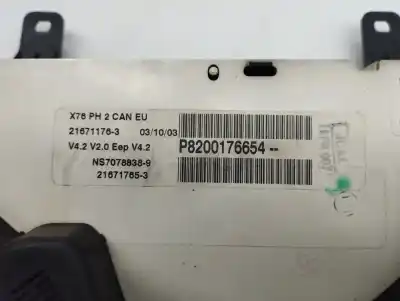 X76 PH 2 CAN EU
21671176-3 03/10/03
V4.2 V2.0 Eep V4.2 P8200176654--
NS7078838-9
21671765-3